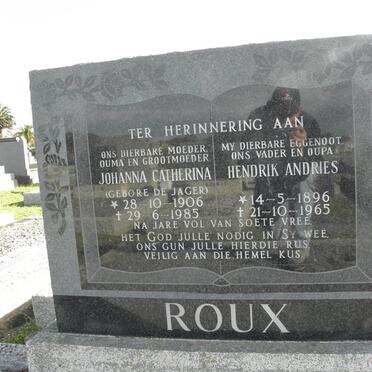 TER HERINNERING AAN
ONS DIERBARE MOEDER,
OUMA EN GROOTMOEDER
JOHANNA CATHERINA
(GEBORE DE JAGER)
* 28-10-1906
† 29-6-1985
MY DIERBARE EGGENOOT
ONS VADER EN OUPA
HENDRIK ANDRIES
* 14-5-1896
† 21-10-1965
NA JARE VOL VAN SOETE VREE
HET GOD JULLE NODIG IN SY WEE,
ONS GUN JULLE HIERDIE RUS
VEILIG AAN DIE HEMEL KUS
ROUX